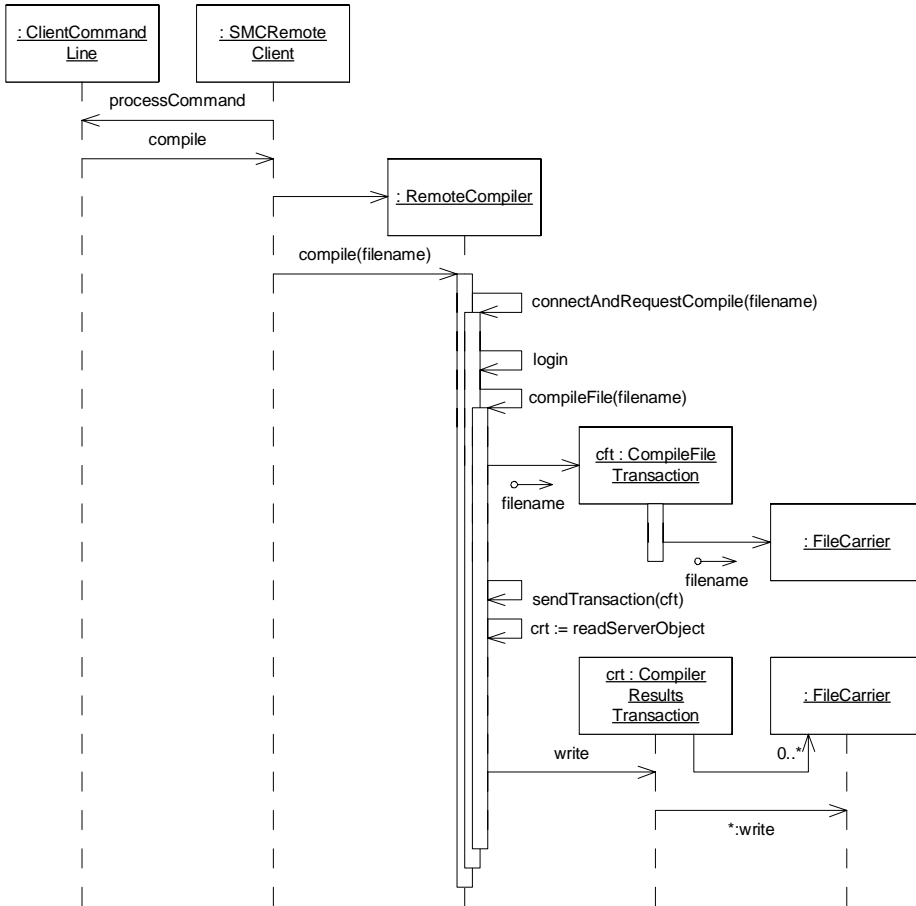 : ClientCommand
Line
: SMCRemote
Client
processCommand
compile
: RemoteCompiler
compile(filename)
connectAndRequestCompile(filename)
login
compileFile(filename)
cft : CompileFile
Transaction
filename
: FileCarrier
filename
sendTransaction(cft)
crt := readServerObject
crt : Compiler
Results
Transaction
: FileCarrier
write
0..*
*:write